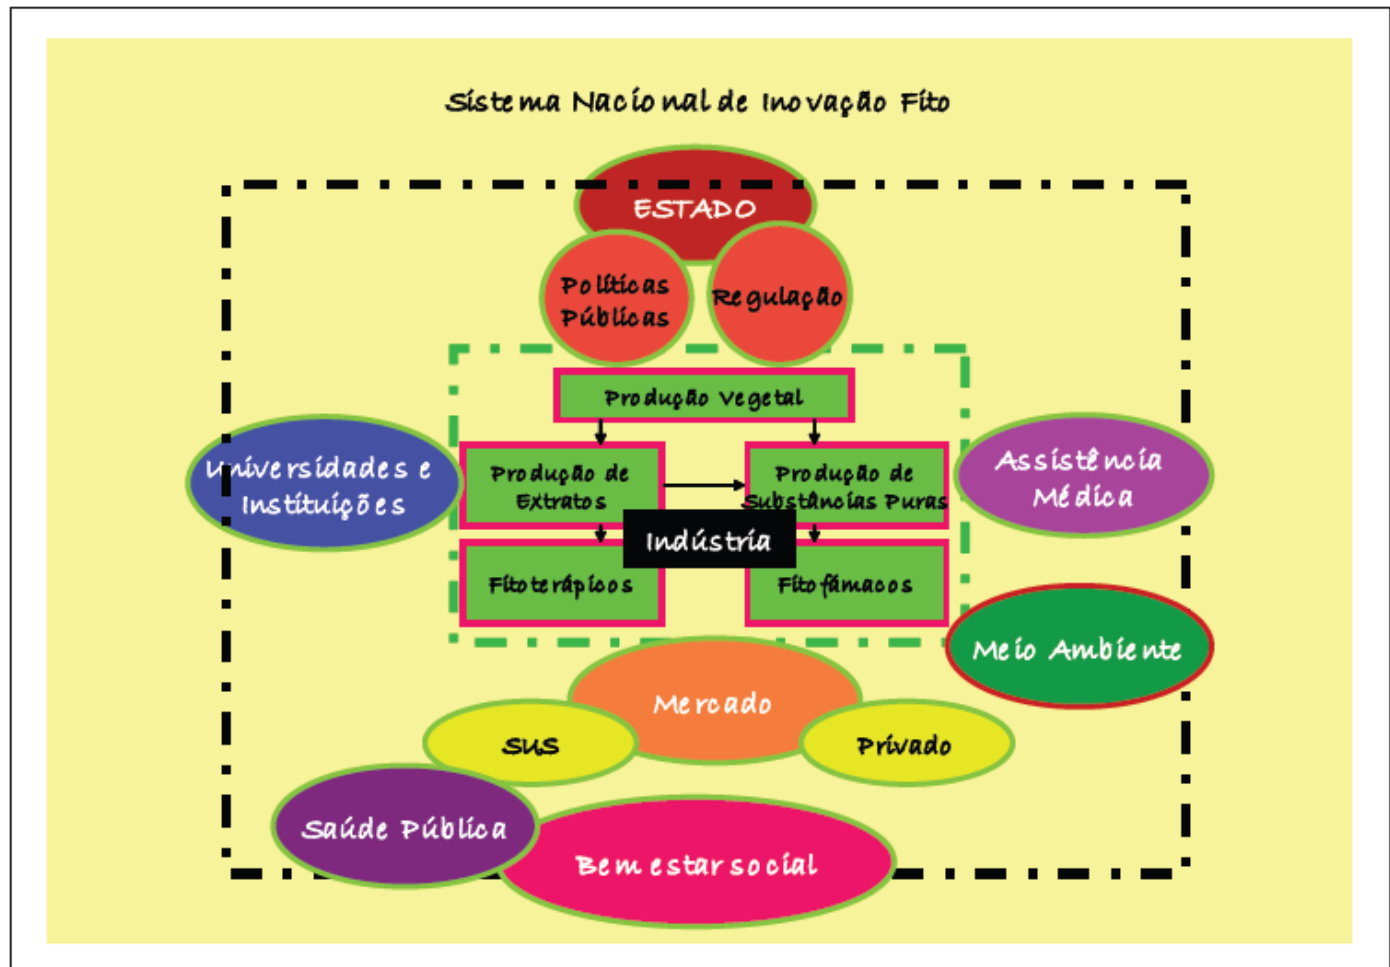 Sistema Nacional de Inovação Fito
ESTADO
Políticas
Públicas
Regulação
Produção Vegetal
Universidades e
Instituições
Produção de
Extratos
Produção de
Substâncias Puras
Assistência
Médica
Indústria
Fitoterápicos
Fitofámacos
Meio Ambiente
Mercado
SUS
Privado
Saúde Pública
Bem estar social